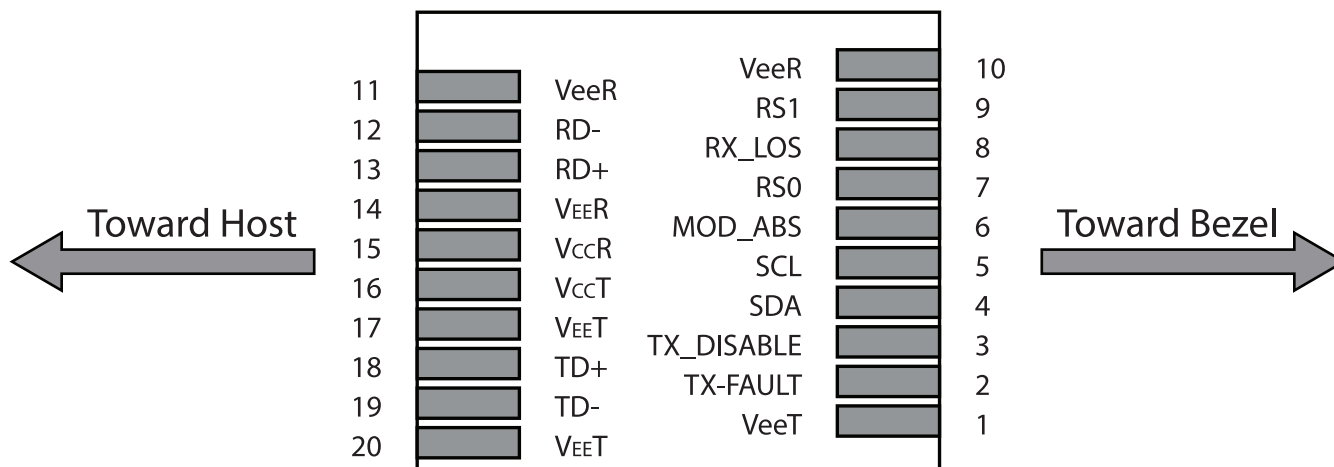 VeeR 10
11 VeeR
RS1 9
12 RD-
RX_LOS 8
13 RD+
RS0 7
14 VEER
Toward Host
MOD_ABS 6
Toward Bezel
15 VCCR
SCL 5
16 VCCT
SDA 4
17 VEET
TX_DISABLE 3
18 TD+
TX-FAULT 2
19 TD-
VeeT 1
20 VEET